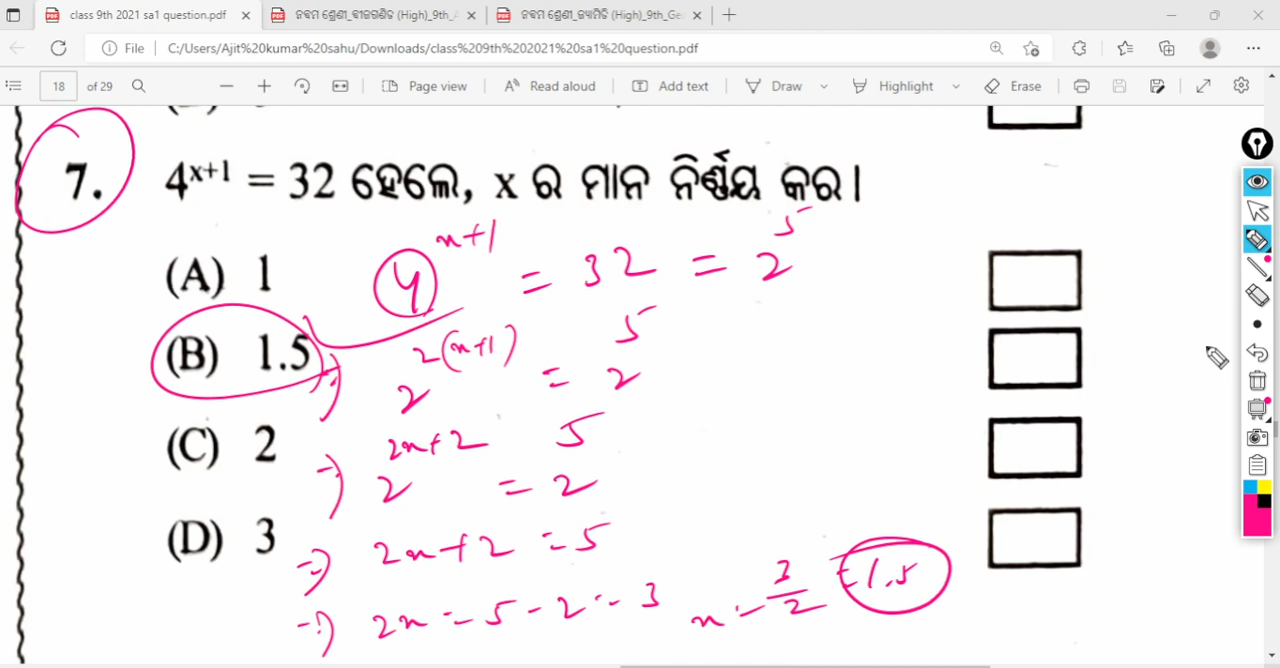 class 9th 2021 sa1 question.pdf
ନବମ ଶ୍ରେଣୀ_ବୀଜଗଣିତ (High)_9th_
ନବମ ଶ୍ରେଣୀ_ଜ୍ୟାମିତି (High)_9th_Ge
File C:/Users/Ajit%20kumar%20sahu/Downloads/class%209th%202021%20sa1%20question.pdf
18 of 29 Page view Read aloud Add text Draw Highlight Erase
7. 4^{x+1} = 32 ହେଲେ, x ର ମାନ ନିର୍ଣ୍ଣୟ କର।
(A) 1
4^{x+1} = 32 = 2^5
(B) 1.5
⇒ 2^{2(x+1)} = 2^5
(C) 2
⇒ 2^{2x+2} = 2^5
(D) 3
⇒ 2x+2 = 5
⇒ 2x = 5 - 2 = 3 x = 3/2 = 1.5